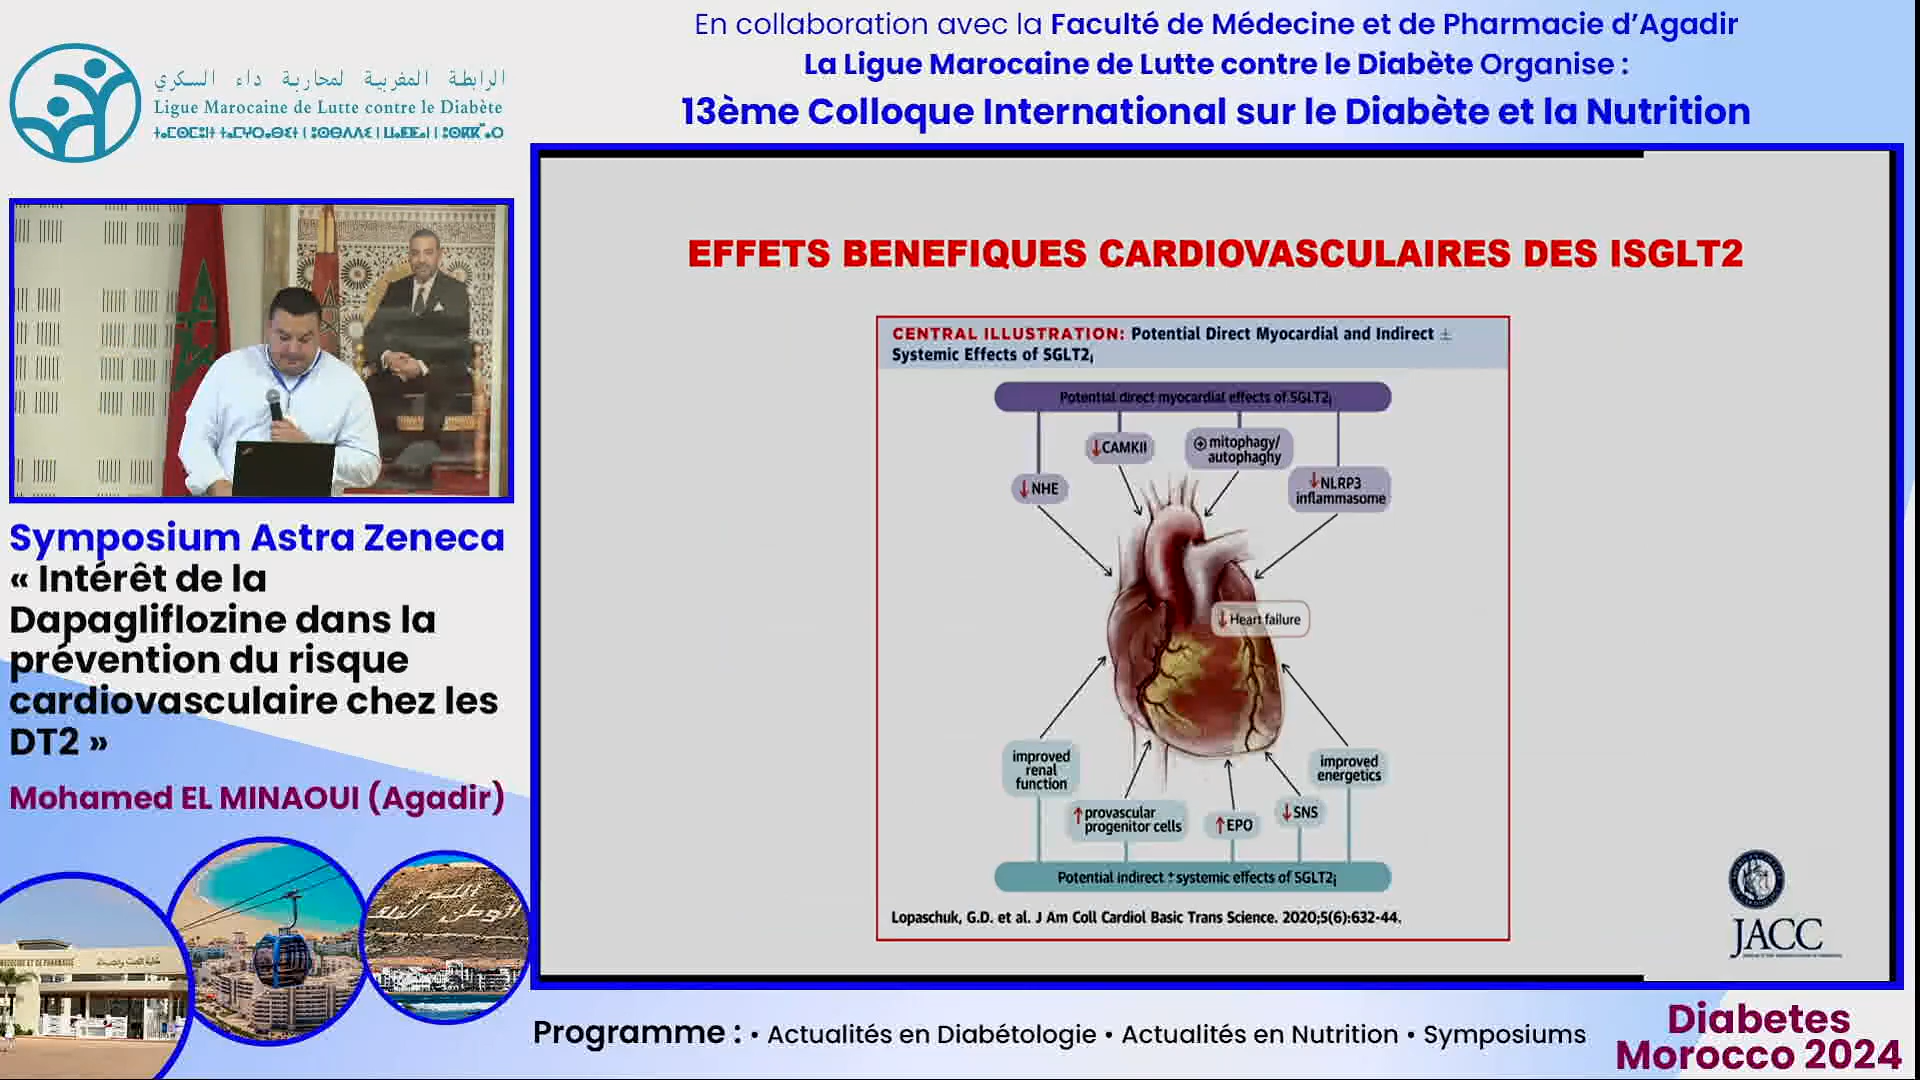 En collaboration avec la Faculté de Médecine et de Pharmacie d’Agadir
La Ligue Marocaine de Lutte contre le Diabète Organise :
13ème Colloque International sur le Diabète et la Nutrition
الرابطة المغربية لمحاربة داء السكري
Ligue Marocaine de Lutte contre le Diabète
Symposium Astra Zeneca
« Intérêt de la
Dapagliflozine dans la
prévention du risque
cardiovasculaire chez les
DT2 »
Mohamed EL MINAOUI (Agadir)
EFFETS BENEFIQUES CARDIOVASCULAIRES DES ISGLT2
CENTRAL ILLUSTRATION: Potential Direct Myocardial and Indirect ±
Systemic Effects of SGLT2i
Potential direct myocardial effects of SGLT2i
↓CAMKII
⊕ mitophagy/
autophaghy
↓NHE
↓NLRP3
inflammasome
↓ Heart failure
improved
renal
function
improved
energetics
↑provascular
progenitor cells
↑EPO
↓SNS
Potential indirect ± systemic effects of SGLT2i
Lopaschuk, G.D. et al. J Am Coll Cardiol Basic Trans Science. 2020;5(6):632-44.
JACC
Programme : • Actualités en Diabétologie • Actualités en Nutrition • Symposiums
Diabetes
Morocco 2024